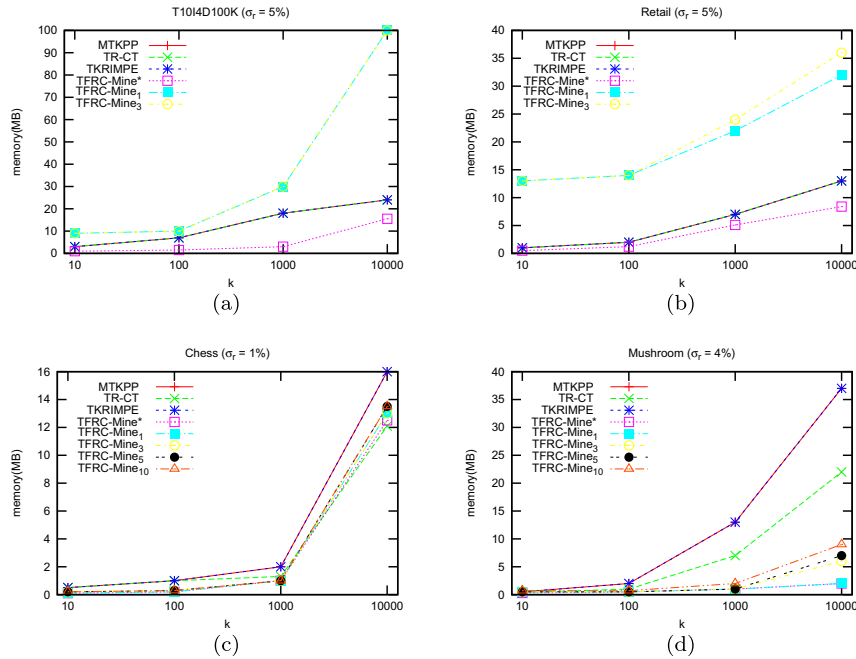 T10I4D100K (σr = 5%)
100
90
80
70
60
50
40
30
20
10
0
memory(MB)
MTKPP
TR-CT
TKRIMPE
TFRC-Mine*
TFRC-Mine1
TFRC-Mine3
10 100 1000 10000
k
(a)
Retail (σr = 5%)
40
35
30
25
20
15
10
5
0
memory(MB)
MTKPP
TR-CT
TKRIMPE
TFRC-Mine*
TFRC-Mine1
TFRC-Mine3
10 100 1000 10000
k
(b)
Chess (σr = 1%)
16
14
12
10
8
6
4
2
0
memory(MB)
MTKPP
TR-CT
TKRIMPE
TFRC-Mine*
TFRC-Mine1
TFRC-Mine3
TFRC-Mine5
TFRC-Mine10
10 100 1000 10000
k
(c)
Mushroom (σr = 4%)
40
35
30
25
20
15
10
5
0
memory(MB)
MTKPP
TR-CT
TKRIMPE
TFRC-Mine*
TFRC-Mine1
TFRC-Mine3
TFRC-Mine5
TFRC-Mine10
10 100 1000 10000
k
(d)